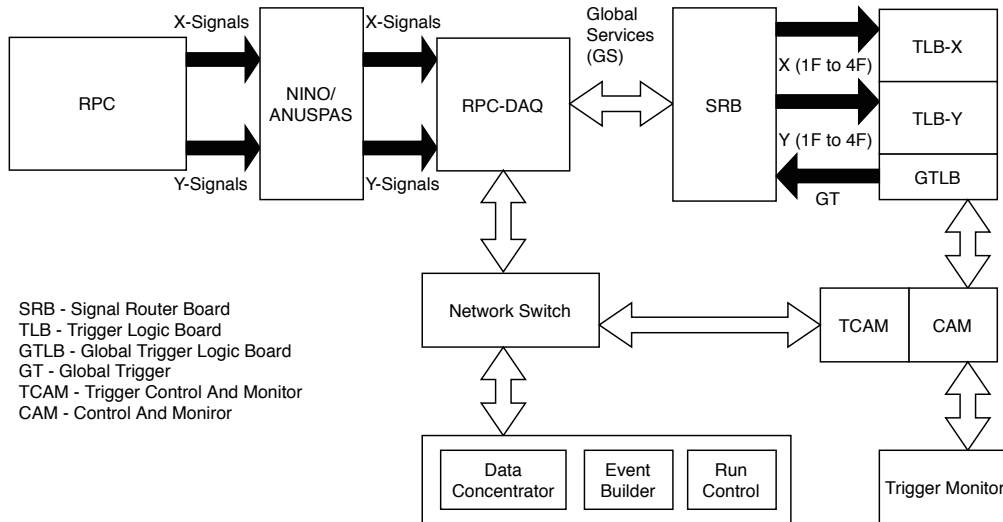 X-Signals
X-Signals
Global
Services
(GS)
RPC
NINO/
ANUSPAS
RPC-DAQ
SRB
TLB-X
X (1F to 4F)
TLB-Y
Y (1F to 4F)
Y-Signals
Y-Signals
GTLB
GT
SRB - Signal Router Board
TLB - Trigger Logic Board
GTLB - Global Trigger Logic Board
GT - Global Trigger
TCAM - Trigger Control And Monitor
CAM - Control And Moniror
Network Switch
TCAM
CAM
Data
Concentrator
Event
Builder
Run
Control
Trigger Monitor